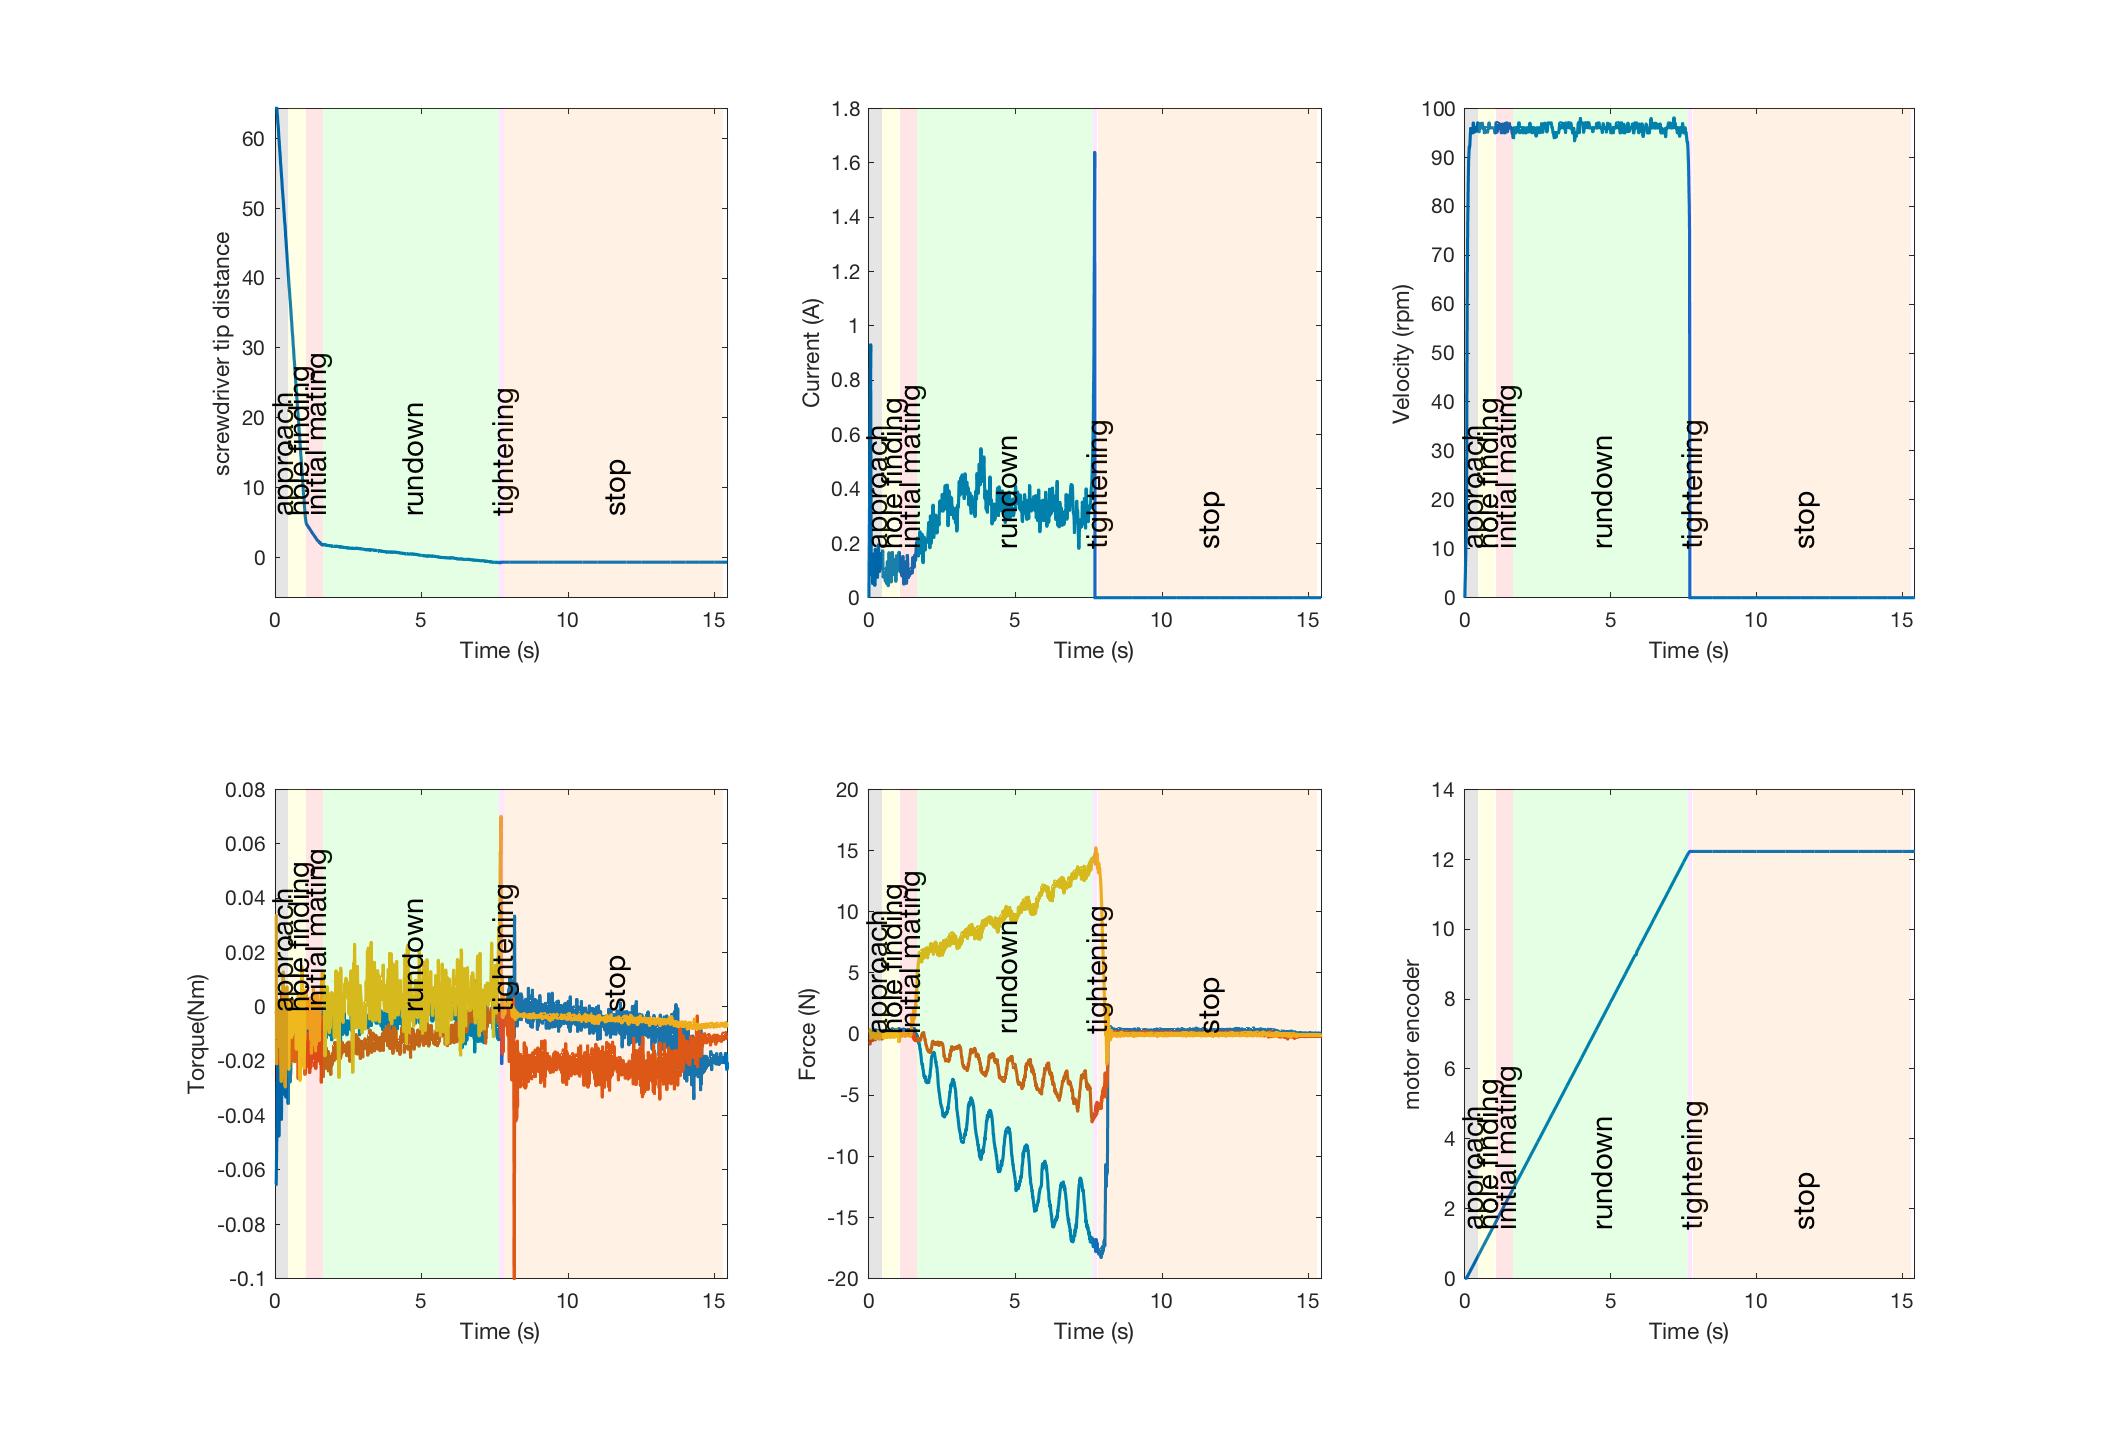 60
50
40
30
20
10
0
screwdriver tip distance
approach
hole finding
initial mating
rundown
tightening
stop
0 5 10 15
Time (s)
1.8
1.6
1.4
1.2
1
0.8
0.6
0.4
0.2
0
Current (A)
approach
hole finding
initial mating
rundown
tightening
stop
0 5 10 15
Time (s)
100
90
80
70
60
50
40
30
20
10
0
Velocity (rpm)
approach
hole finding
initial mating
rundown
tightening
stop
0 5 10 15
Time (s)
0.08
0.06
0.04
0.02
0
-0.02
-0.04
-0.06
-0.08
-0.1
Torque(Nm)
approach
hole finding
initial mating
rundown
tightening
stop
0 5 10 15
Time (s)
20
15
10
5
0
-5
-10
-15
-20
Force (N)
approach
hole finding
initial mating
rundown
tightening
stop
0 5 10 15
Time (s)
14
12
10
8
6
4
2
0
motor encoder
approach
hole finding
initial mating
rundown
tightening
stop
0 5 10 15
Time (s)